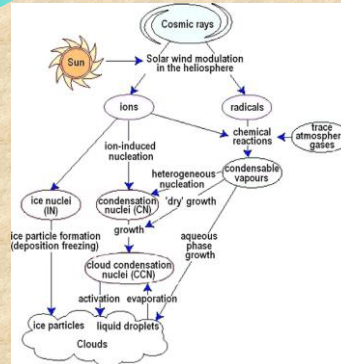 Cosmic rays
Sun
Solar wind modulation
in the heliosphere
ions
radicals
trace
atmospher
gases
chemical
reactions
ion-induced
nucleation
heterogeneous
nucleation
condensable
vapours
ice nuclei
(IN)
condensation
nuclei (CN)
'dry' growth
ice particle formation
(deposition freezing)
growth
aqueous
phase
growth
cloud condensation
nuclei (CCN)
activation
evaporation
ice particles
liquid droplets
Clouds